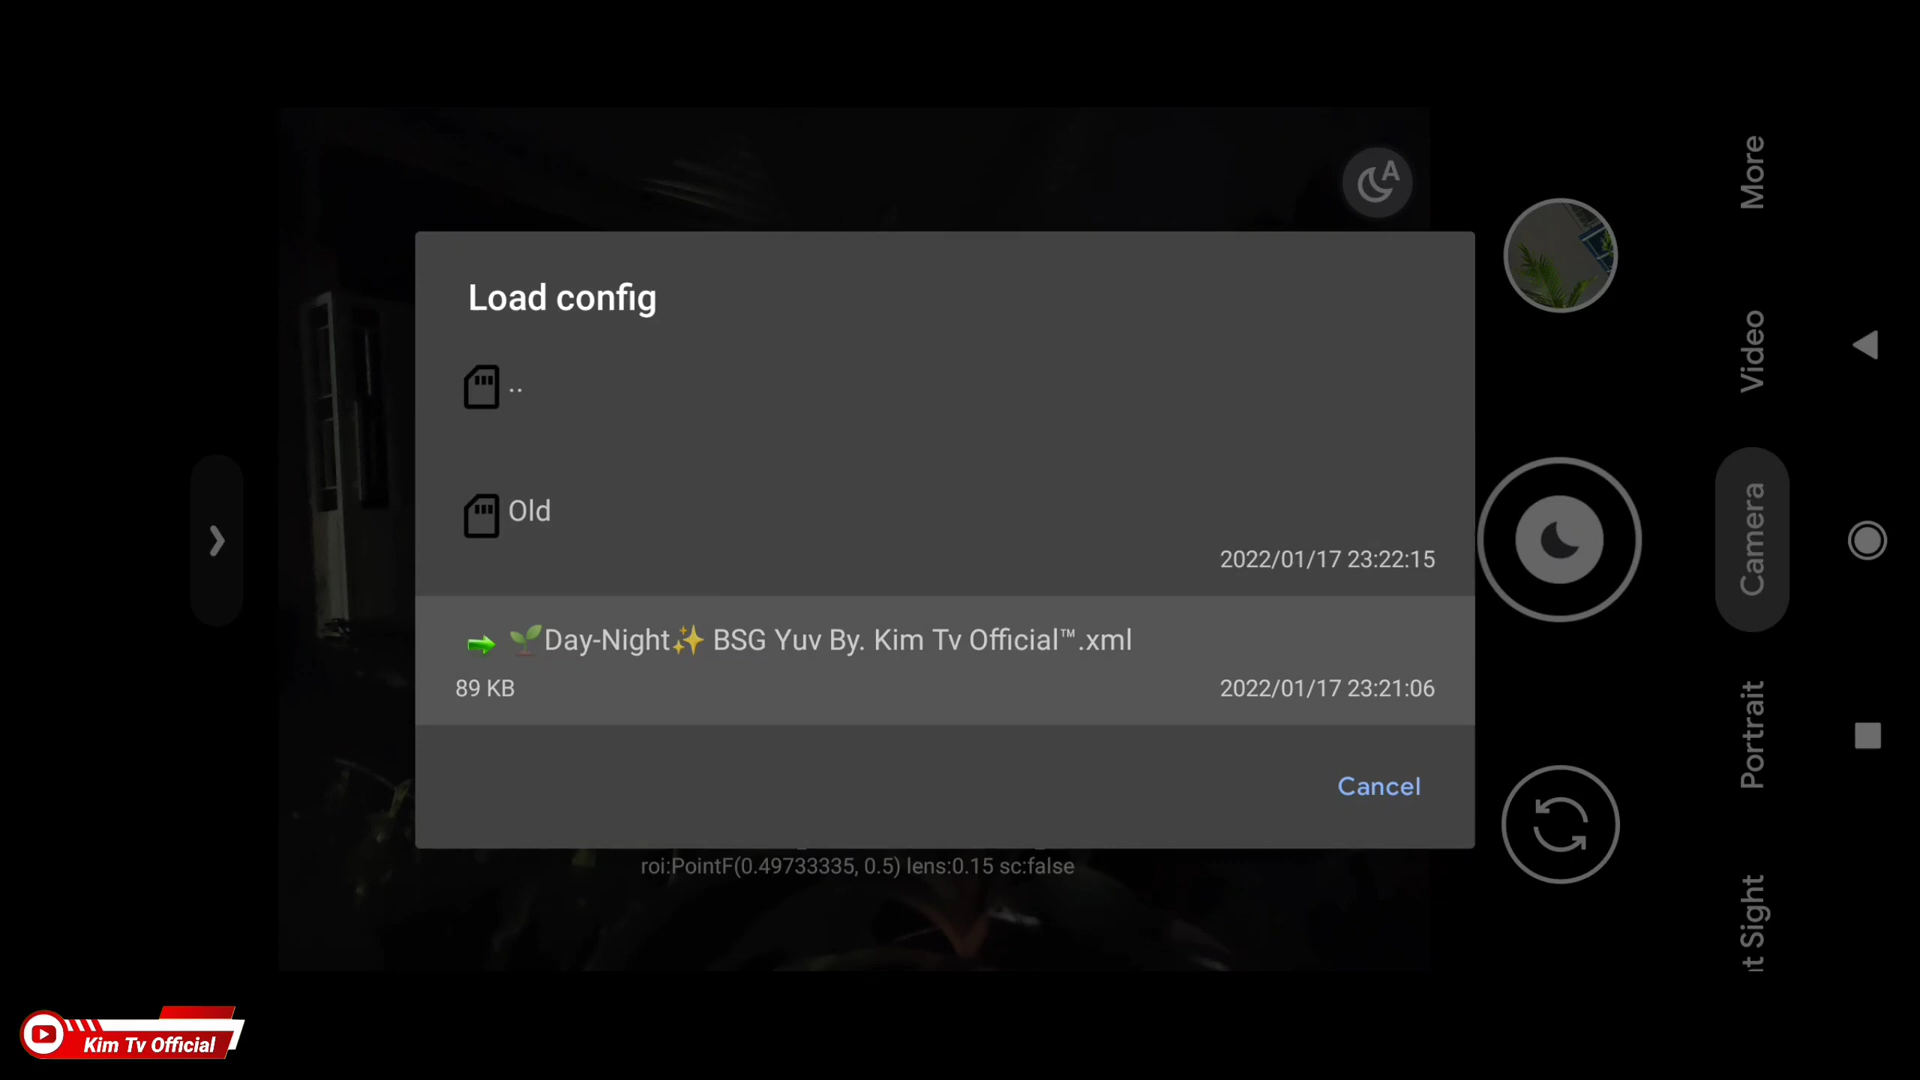 Load config
..
Old
2022/01/17 23:22:15
🌱Day-Night✨ BSG Yuv By. Kim Tv Official™.xml
89 KB
2022/01/17 23:21:06
Cancel
roi:PointF(0.49733335, 0.5) lens:0.15 sc:false
A
More
Video
Camera
Portrait
t Sight
Kim Tv Official